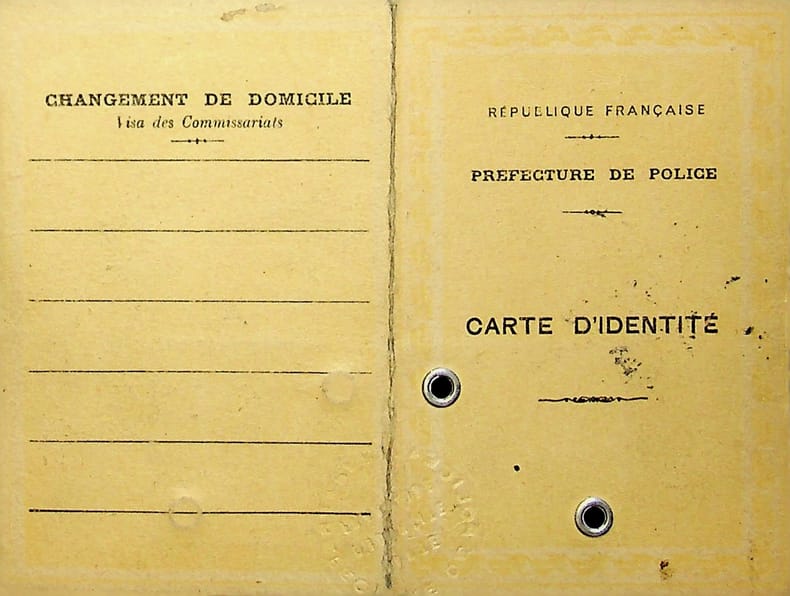 CHANGEMENT DE DOMICILE
Visa des Commissariats
RÉPUBLIQUE FRANÇAISE
PREFECTURE DE POLICE
CARTE D'IDENTITÉ